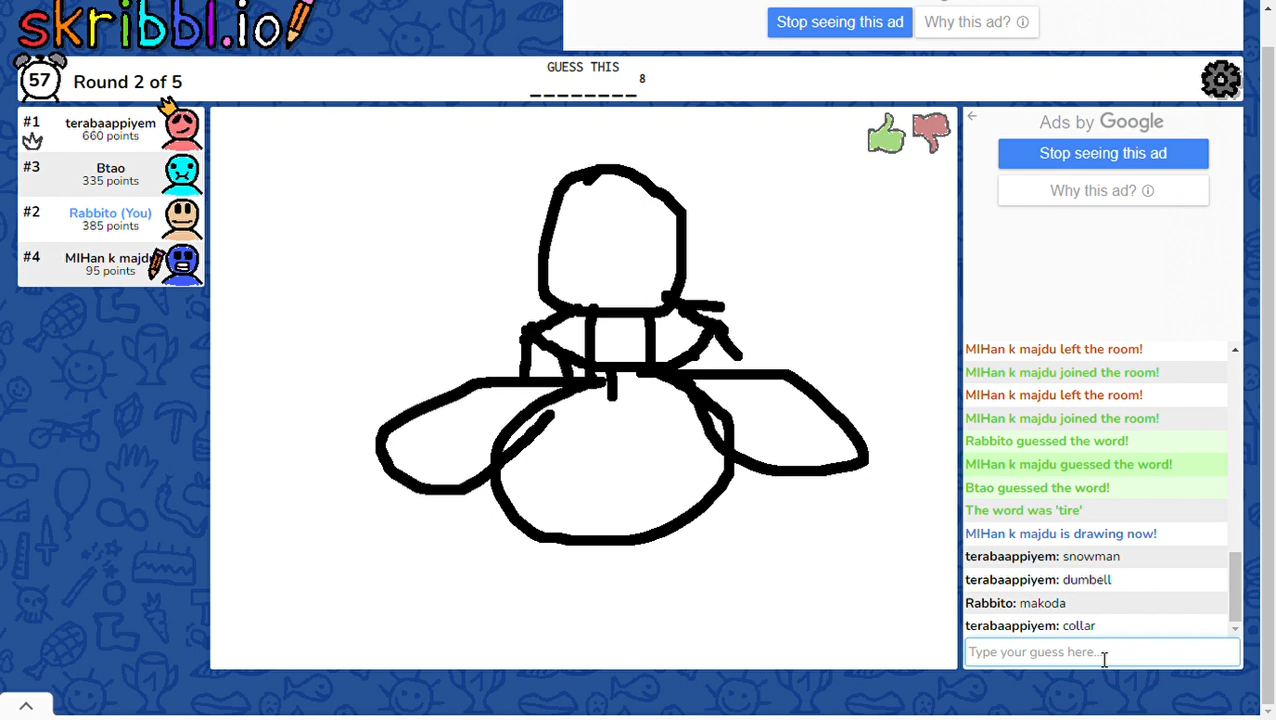 skribbl.io
Stop seeing this ad
Why this ad?
57
Round 2 of 5
GUESS THIS
________ 8
#1
terabaappiyem
660 points
#3
Btao
335 points
#2
Rabbito (You)
385 points
#4
MIHan k majdu
95 points
Ads by Google
Stop seeing this ad
Why this ad?
MIHan k majdu left the room!
MIHan k majdu joined the room!
MIHan k majdu left the room!
MIHan k majdu joined the room!
Rabbito guessed the word!
MIHan k majdu guessed the word!
Btao guessed the word!
The word was 'tire'
MIHan k majdu is drawing now!
terabaappiyem: snowman
terabaappiyem: dumbell
Rabbito: makoda
terabaappiyem: collar
Type your guess here...